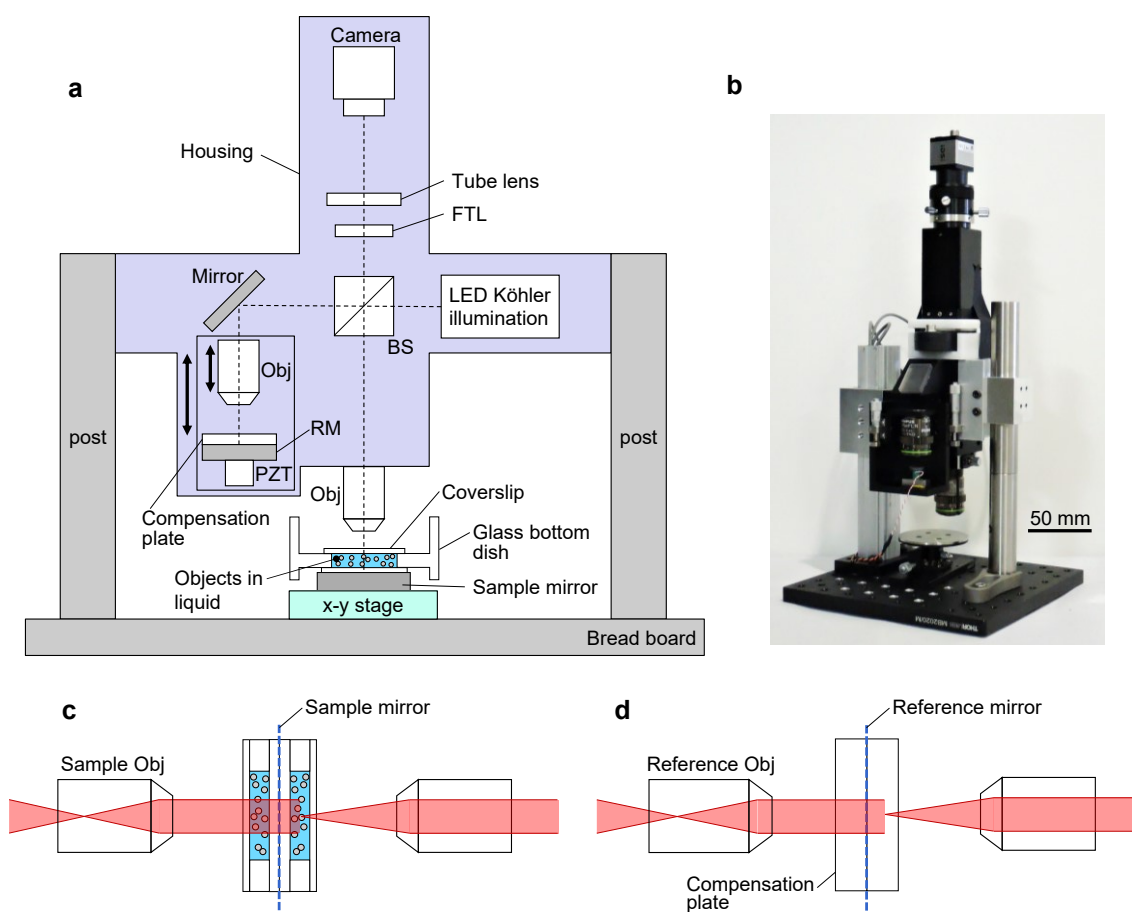 a
Camera
Housing
Tube lens
FTL
Mirror
LED Köhler
illumination
BS
Obj
post
RM
PZT
post
Obj
Compensation
plate
Coverslip
Glass bottom
dish
Objects in
liquid
Sample mirror
x-y stage
Bread board
b
50 mm
c
Sample mirror
Sample Obj
d
Reference mirror
Reference Obj
Compensation
plate